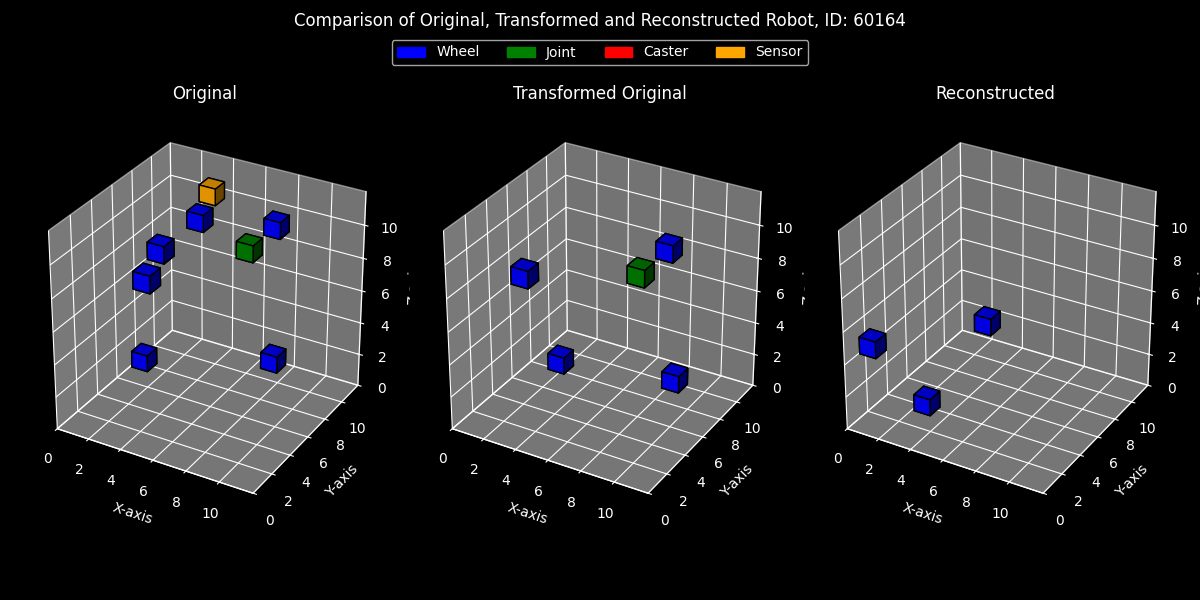 Comparison of Original, Transformed and Reconstructed Robot, ID: 60164
Wheel Joint Caster Sensor
Original Transformed Original Reconstructed
10 10 10
8 8 8
6 6 6
4 4 4
2 2 2
0 0 0
10 10 10
8 8 8
6 6 6
4 4 4
2 2 2
0 0 0
0 2 4 6 8 10
0 2 4 6 8 10
0 2 4 6 8 10
X-axis Y-axis X-axis Y-axis X-axis Y-axis